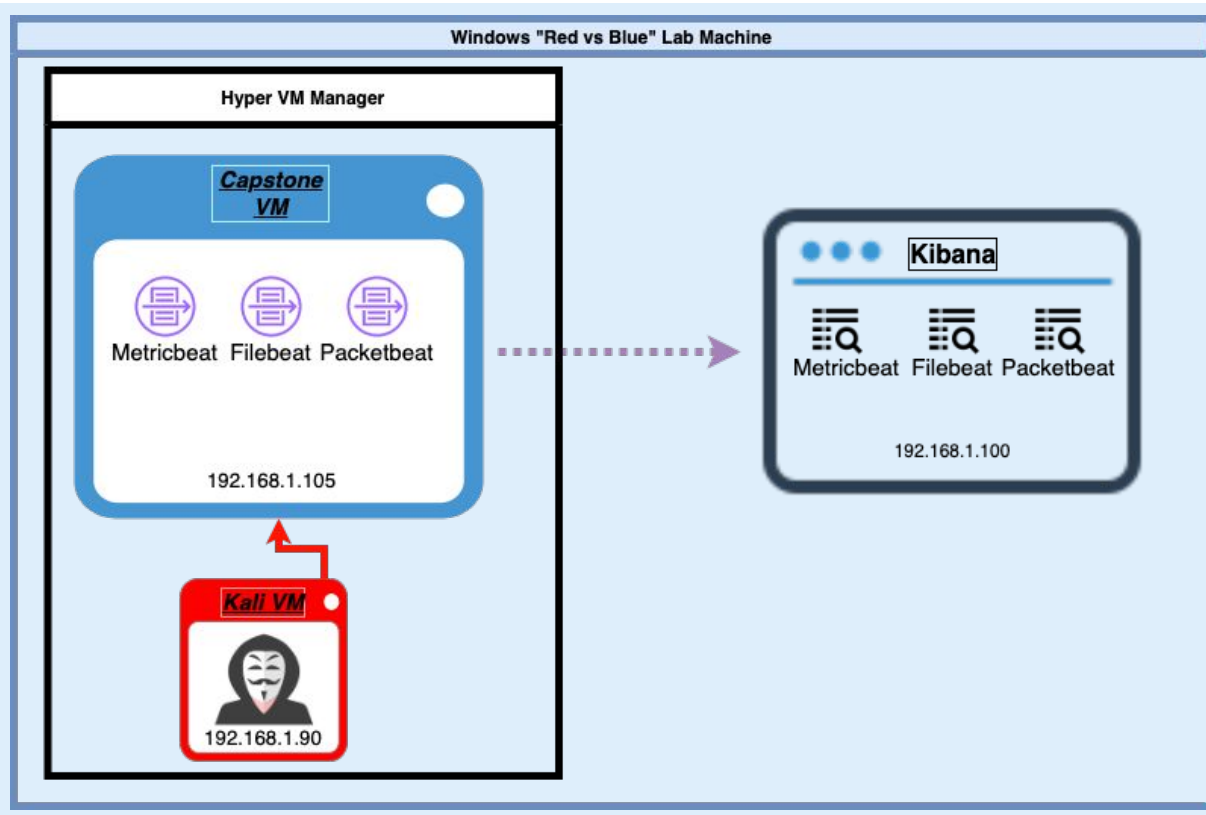 Windows "Red vs Blue" Lab Machine
Hyper VM Manager
Capstone
VM
Metricbeat Filebeat Packetbeat
192.168.1.105
Kali VM
192.168.1.90
Kibana
Metricbeat Filebeat Packetbeat
192.168.1.100